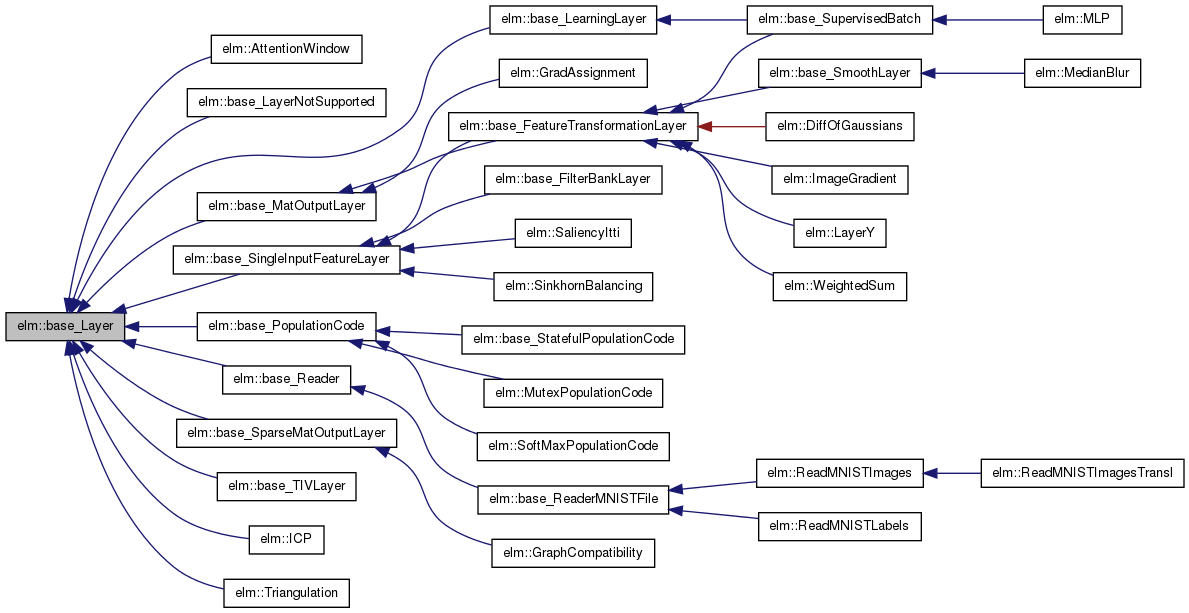 elm::base_Layer
elm::AttentionWindow
elm::base_LayerNotSupported
elm::base_MatOutputLayer
elm::base_SingleInputFeatureLayer
elm::base_PopulationCode
elm::base_Reader
elm::base_SparseMatOutputLayer
elm::base_TIVLayer
elm::ICP
elm::Triangulation
elm::base_LearningLayer
elm::GradAssignment
elm::base_FeatureTransformationLayer
elm::base_FilterBankLayer
elm::SaliencyItti
elm::SinkhornBalancing
elm::base_StatefulPopulationCode
elm::MutexPopulationCode
elm::SoftMaxPopulationCode
elm::base_ReaderMNISTFile
elm::GraphCompatibility
elm::base_SupervisedBatch
elm::base_SmoothLayer
elm::DiffOfGaussians
elm::ImageGradient
elm::LayerY
elm::WeightedSum
elm::ReadMNISTImages
elm::ReadMNISTLabels
elm::MLP
elm::MedianBlur
elm::ReadMNISTImagesTransl